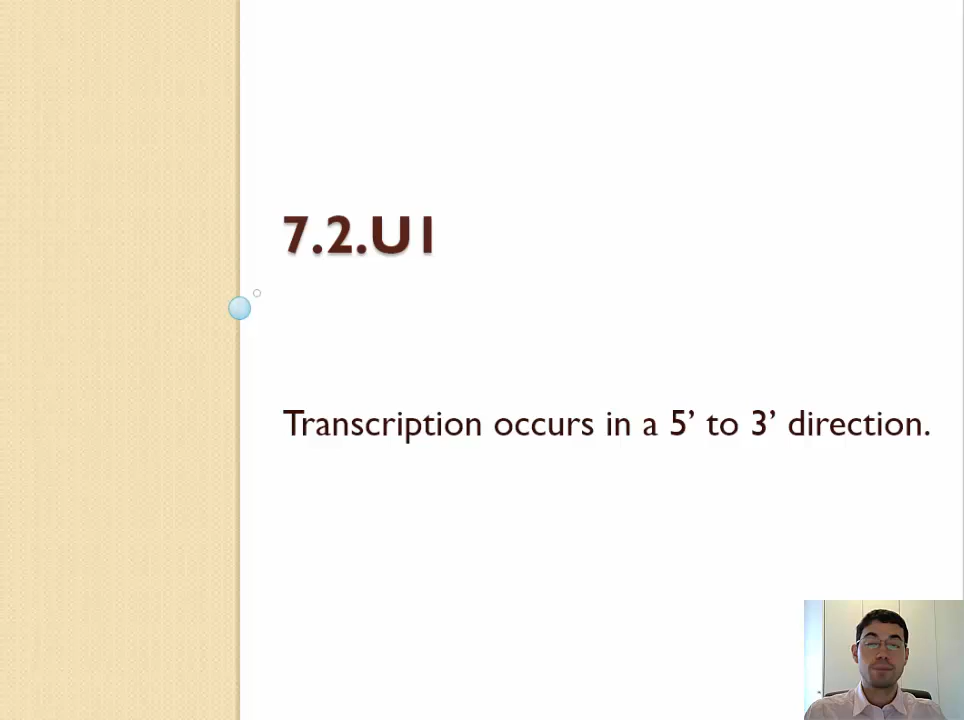 7.2.U1
Transcription occurs in a 5’ to 3’ direction.